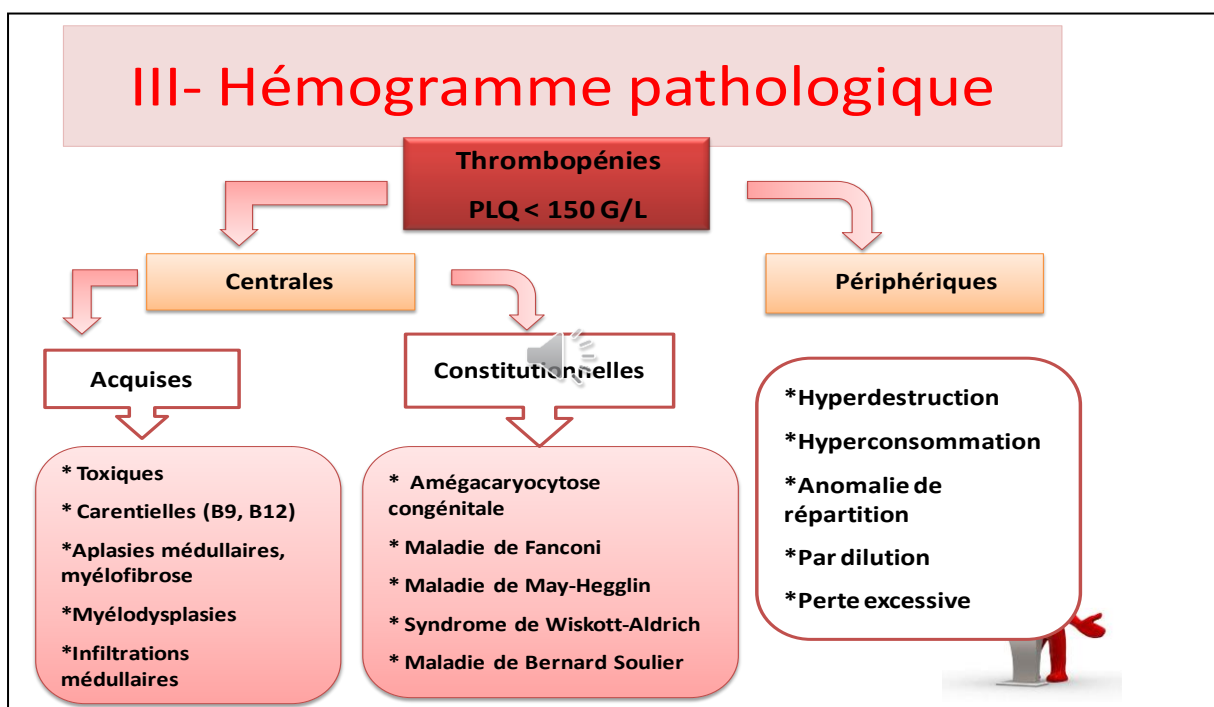 III- Hémogramme pathologique
Thrombopénies
PLQ < 150 G/L
Centrales
Périphériques
Acquises
Constitutionnelles
* Toxiques
* Carentielles (B9, B12)
*Aplasies médullaires,
myélofibrose
*Myélodysplasies
*Infiltrations
médullaires
* Amégacaryocytose
congénitale
* Maladie de Fanconi
* Maladie de May-Hegglin
* Syndrome de Wiskott-Aldrich
* Maladie de Bernard Soulier
*Hyperdestruction
*Hyperconsommation
*Anomalie de
répartition
*Par dilution
*Perte excessive